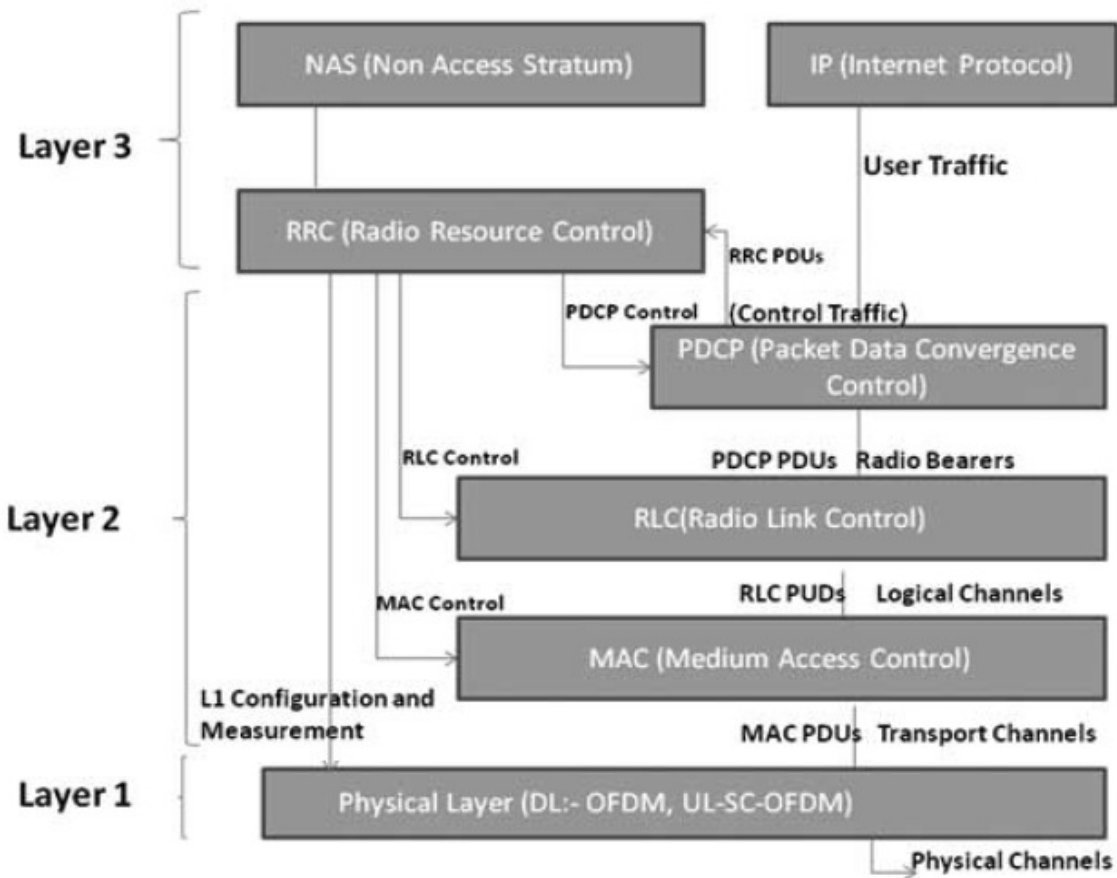 NAS (Non Access Stratum)
IP (Internet Protocol)
Layer 3
User Traffic
RRC (Radio Resource Control)
RRC PDUs
PDCP Control
(Control Traffic)
PDCP (Packet Data Convergence
Control)
RLC Control
PDCP PDUs Radio Bearers
Layer 2
RLC(Radio Link Control)
RLC PUDs Logical Channels
MAC Control
MAC (Medium Access Control)
L1 Configuration and
Measurement
MAC PDUs Transport Channels
Layer 1
Physical Layer (DL:- OFDM, UL-SC-OFDM)
Physical Channels